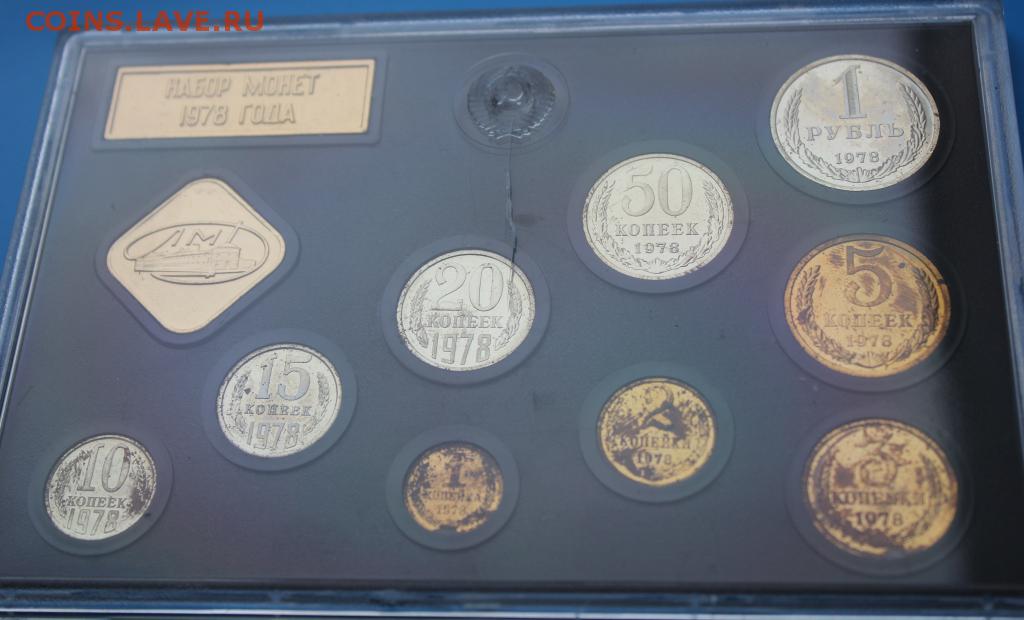 COINS.LAVE.RU
НАБОР МОНЕТ
1978 ГОДА
ЛМД
1
РУБЛЬ
1978
50
КОПЕЕК
1978
20
КОПЕЕК
1978
5
КОПЕЕК
1978
15
КОПЕЕК
1978
10
КОПЕЕК
1978
1
КОПЕЙКА
1978
2
КОПЕЙКИ
1978
3
КОПЕЙКИ
1978